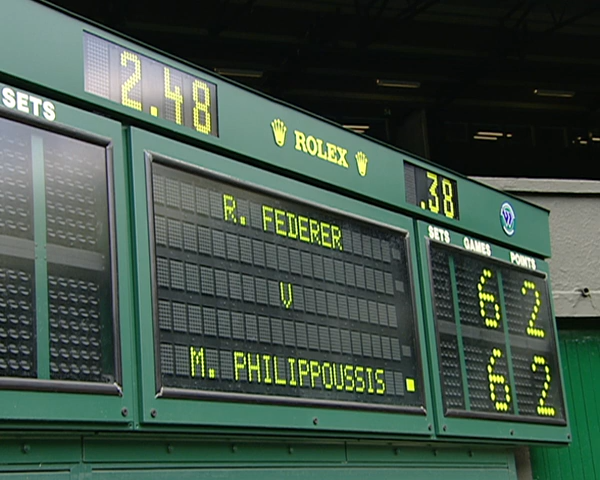 2.48
ROLEX
.38
SETS
SETS GAMES POINTS
R. FEDERER
6 2
V
M. PHILIPPOUSSIS
6 2